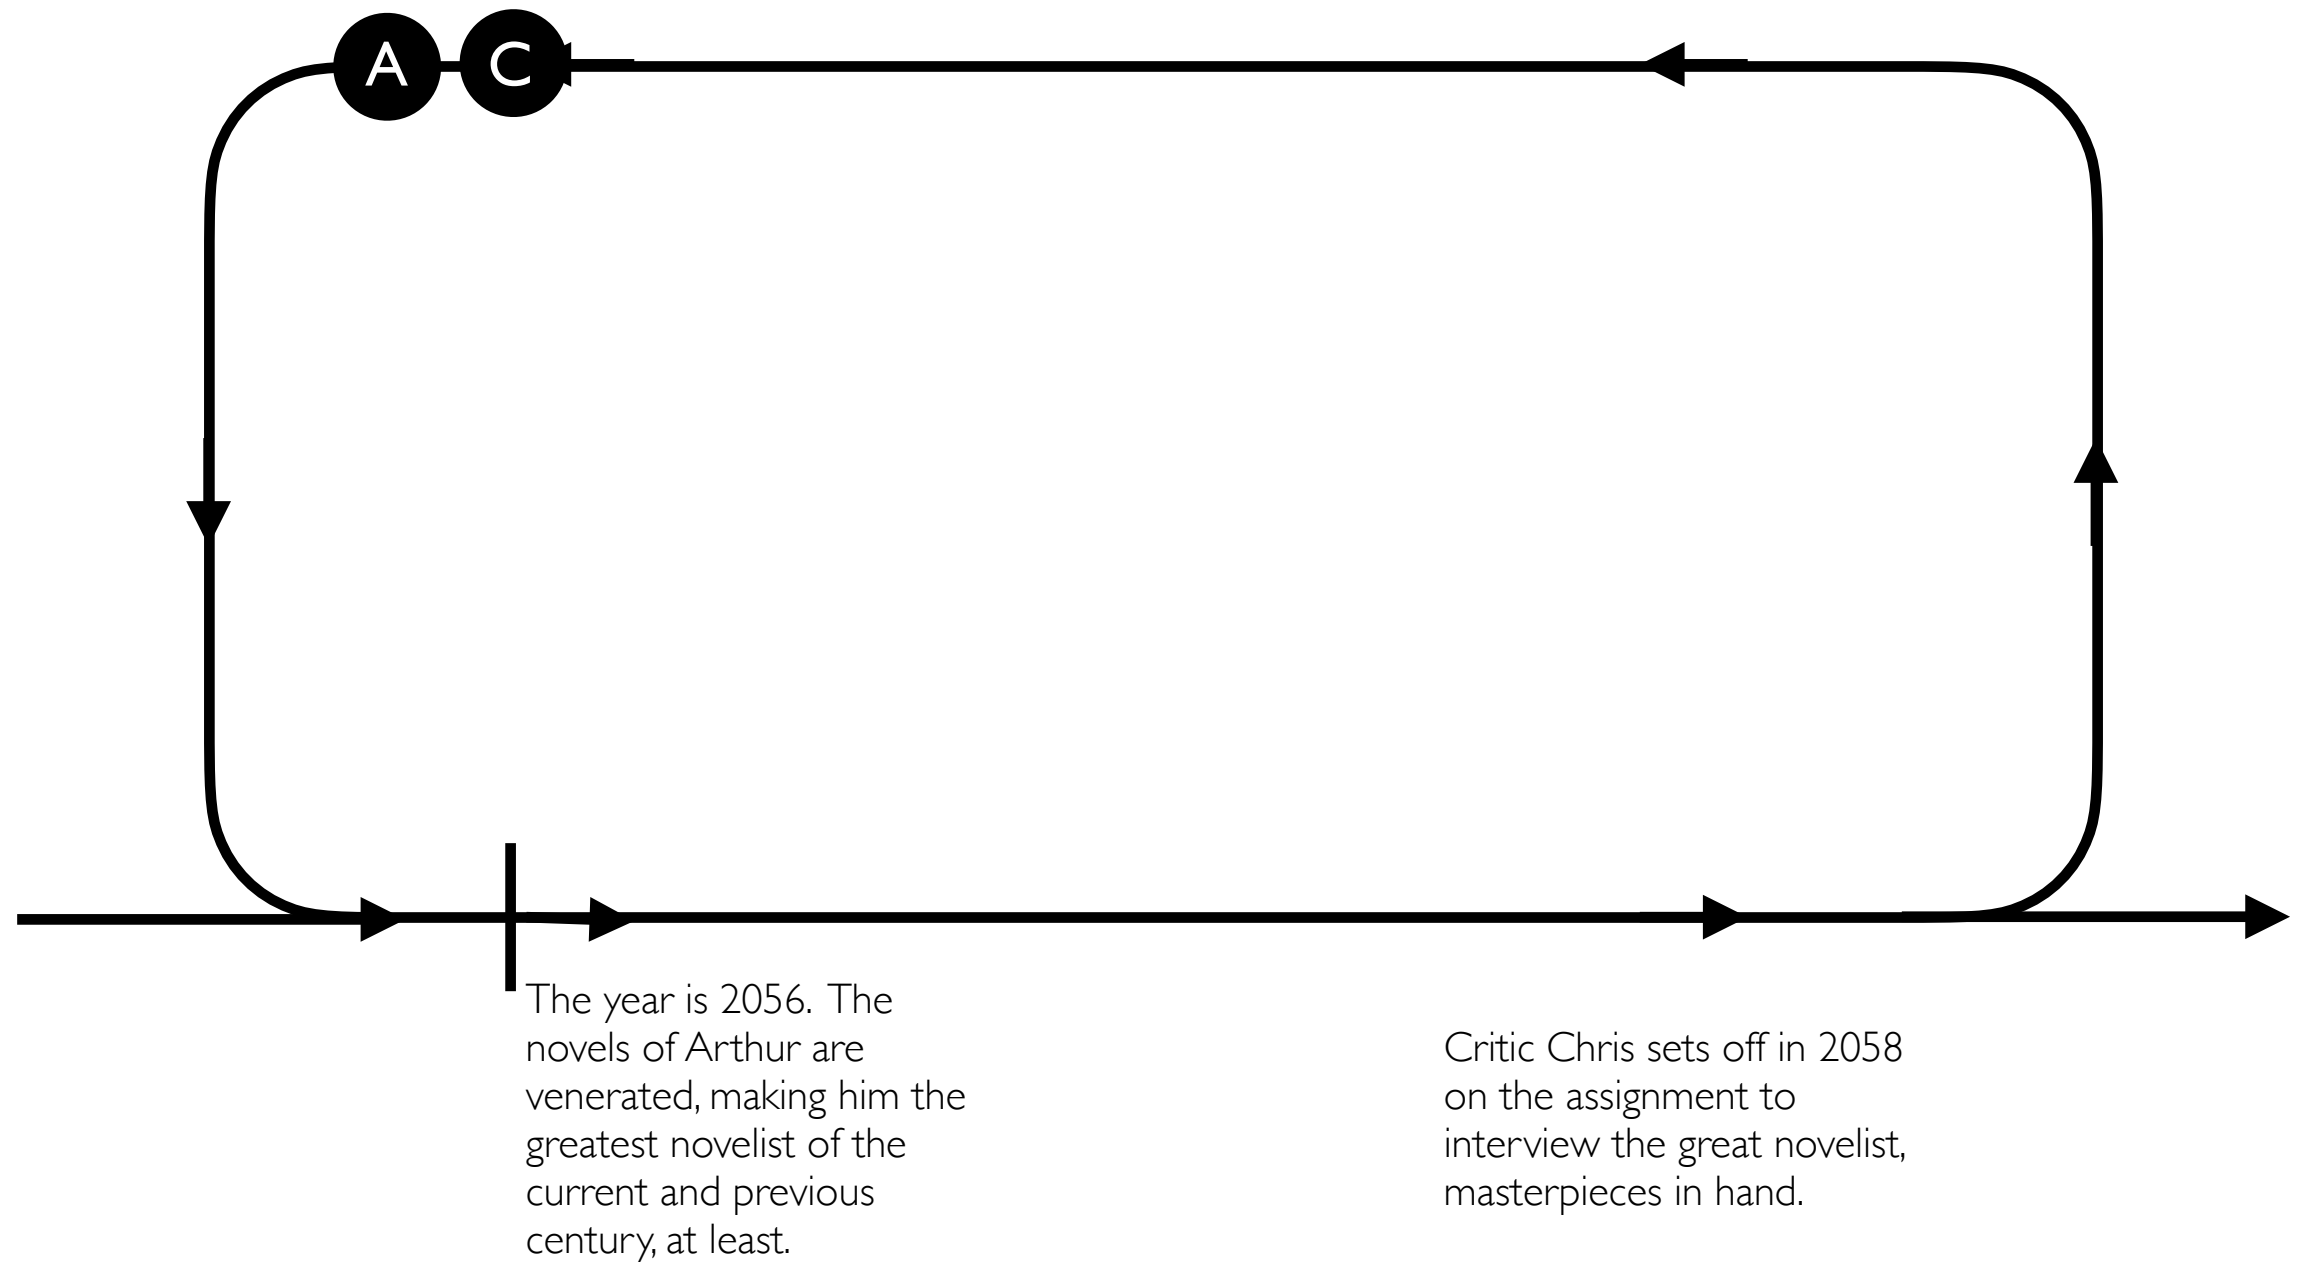 A C
The year is 2056. The
novels of Arthur are
venerated, making him the
greatest novelist of the
current and previous
century, at least.
Critic Chris sets off in 2058
on the assignment to
interview the great novelist,
masterpieces in hand.